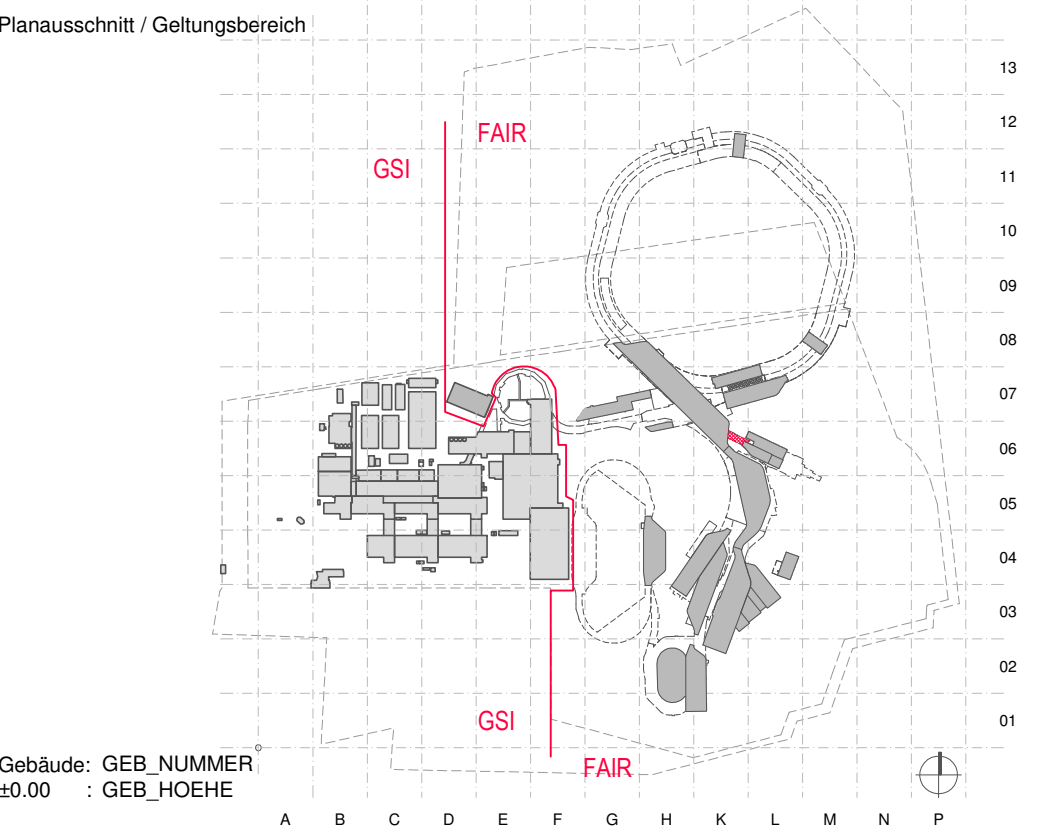 Planausschnitt / Geltungsbereich
13
12
FAIR
GSI
11
10
09
08
07
06
05
04
03
02
01
GSI
FAIR
Gebäude: GEB_NUMMER
±0.00 : GEB_HOEHE
A B C D E F G H K L M N P